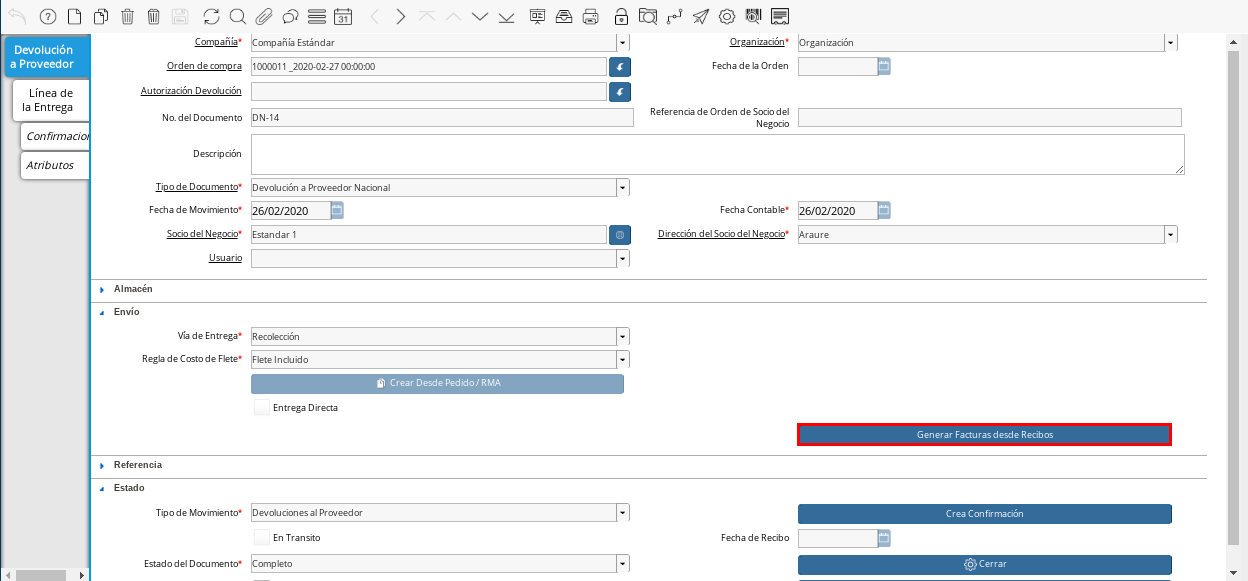 31
Devolución
a Proveedor
Línea de
la Entrega
Confirmacion
Atributos
Compañía* Compañía Estándar
Organización* Organización
Orden de compra 1000011 _2020-02-27 00:00:00
Fecha de la Orden
Autorización Devolución
No. del Documento DN-14
Referencia de Orden de Socio del
Negocio
Descripción
Tipo de Documento* Devolución a Proveedor Nacional
Fecha de Movimiento* 26/02/2020
Fecha Contable* 26/02/2020
Socio del Negocio* Estandar 1
Dirección del Socio del Negocio* Araure
Usuario
Almacén
Envío
Vía de Entrega* Recolección
Regla de Costo de Flete* Flete Incluido
Crear Desde Pedido / RMA
Entrega Directa
Generar Facturas desde Recibos
Referencia
Estado
Tipo de Movimiento* Devoluciones al Proveedor
Crea Confirmación
En Transito
Fecha de Recibo
Estado del Documento* Completo
Cerrar